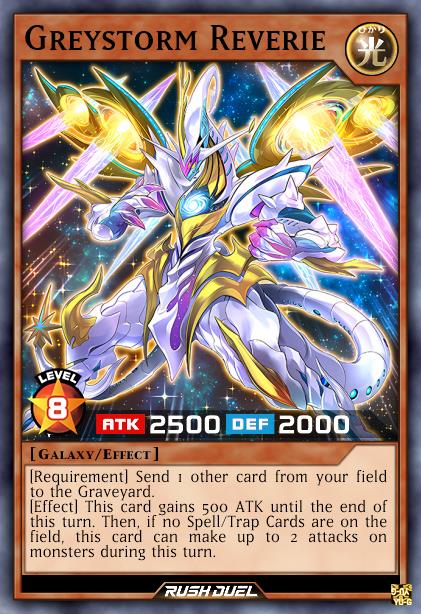 Greystorm Reverie
ひかり
光
LEVEL
8
ATK 2500 DEF 2000
[GALAXY/EFFECT]
[Requirement] Send 1 other card from your field
to the Graveyard.
[Effect] This card gains 500 ATK until the end of
this turn. Then, if no Spell/Trap Cards are on the
field, this card can make up to 2 attacks on
monsters during this turn.
RUSH DUEL